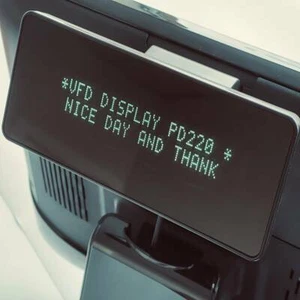 *VFD DISPLAY PD220 *
NICE DAY AND THANK